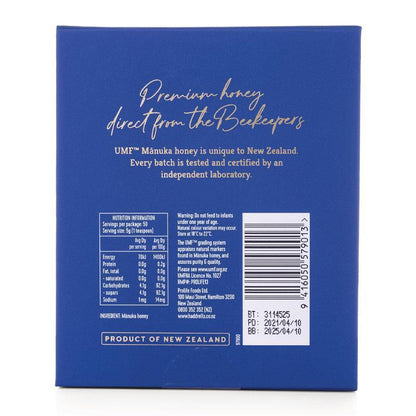 Premium honey
direct from the Beekeepers
UMF™ Mānuka honey is unique to New Zealand.
Every batch is tested and certified by an
independent laboratory.
NUTRITION INFORMATION
Servings per package: 50
Serving size: 5g (1 teaspoon)
Avg Qty per serving Avg Qty per 100g
Energy 70kJ 1400kJ
Protein 0.0g 0.2g
Fat, total 0.0g 0.0g
- saturated 0.0g 0.0g
Carbohydrates 4.1g 82.1g
- sugars 4.1g 82.1g
Sodium 1mg 14mg
INGREDIENT: Mānuka honey
PRODUCT OF NEW ZEALAND
Warning: Do not feed to infants
under one year of age.
Natural colour variation may occur.
Store at 18°C to 22°C.
The UMF™ grading system
appraises natural markers
found in Mānuka honey, and
assures purity & quality.
Please see www.umf.org.nz
UMFHA Licence No. 1027
RMP#: PROLIFE13
Prolife Foods Ltd.
100 Maui Street, Hamilton 3200
New Zealand
0800 352 352 (NZ)
www.haddrells.co.nz
9 416050 579013 >
BT: 3114525
PD: 2021/04/10
BB: 2025/04/10